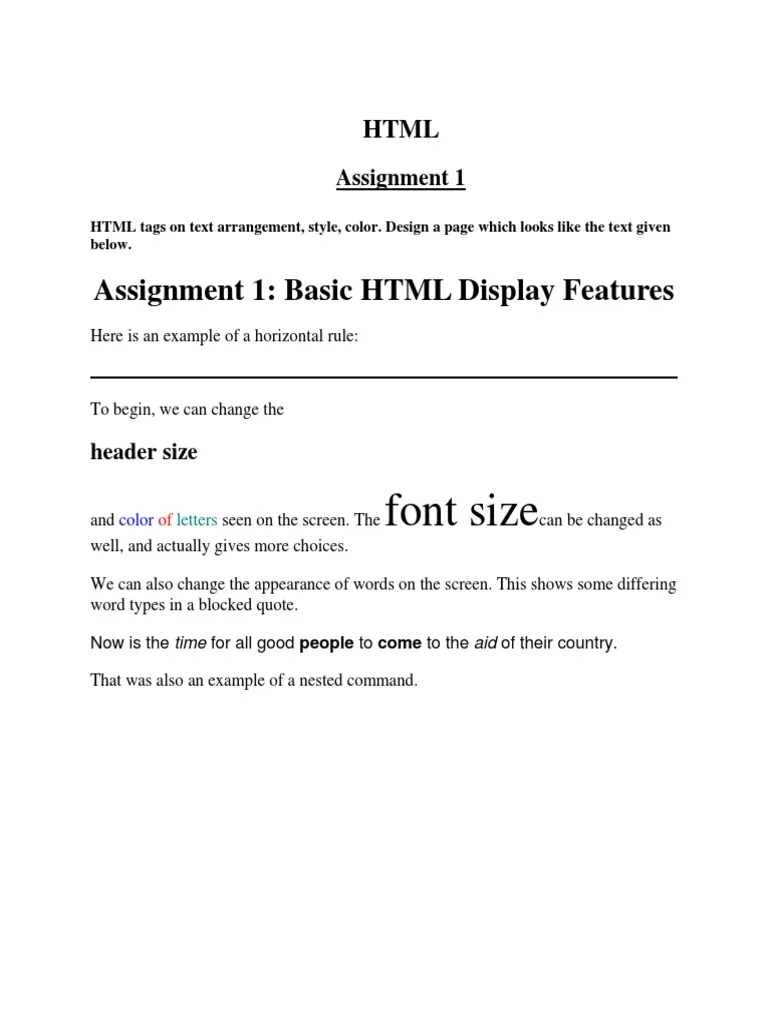 HTML
Assignment 1
HTML tags on text arrangement, style, color. Design a page which looks like the text given
below.
Assignment 1: Basic HTML Display Features
Here is an example of a horizontal rule:
To begin, we can change the
header size
and color of letters seen on the screen. The font sizecan be changed as
well, and actually gives more choices.
We can also change the appearance of words on the screen. This shows some differing
word types in a blocked quote.
Now is the time for all good people to come to the aid of their country.
That was also an example of a nested command.